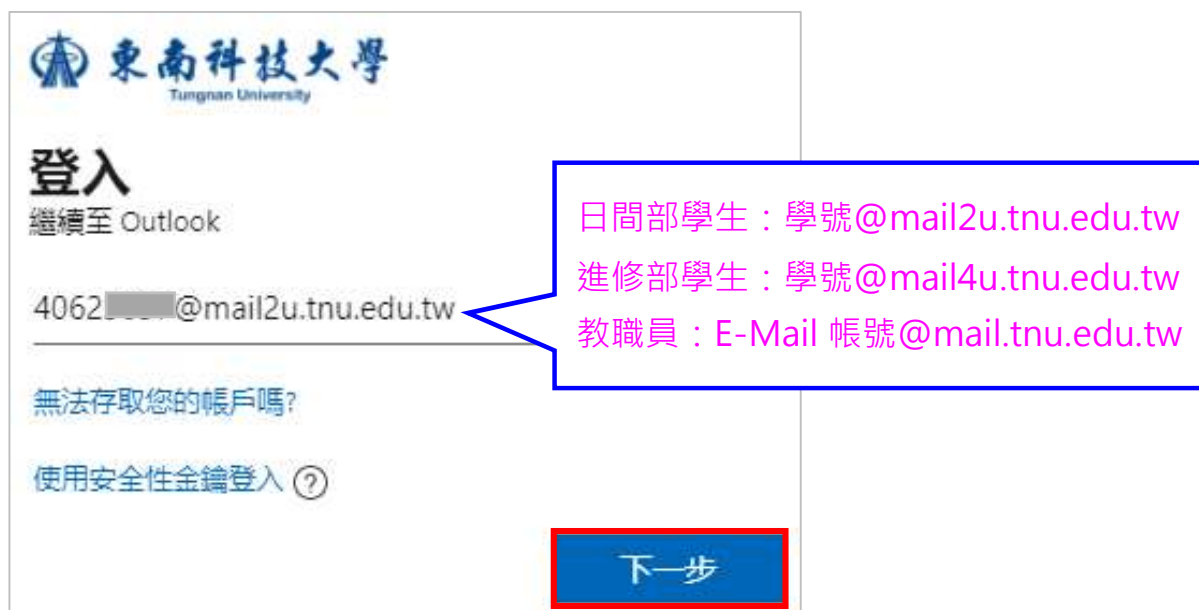 東南科技大學
Tungnan University
登入
繼續至 Outlook
4062 @mail2u.tnu.edu.tw
日間部學生：學號@mail2u.tnu.edu.tw
進修部學生：學號@mail4u.tnu.edu.tw
教職員：E-Mail 帳號@mail.tnu.edu.tw
無法存取您的帳戶嗎?
使用安全性金鑰登入 ?
下一步